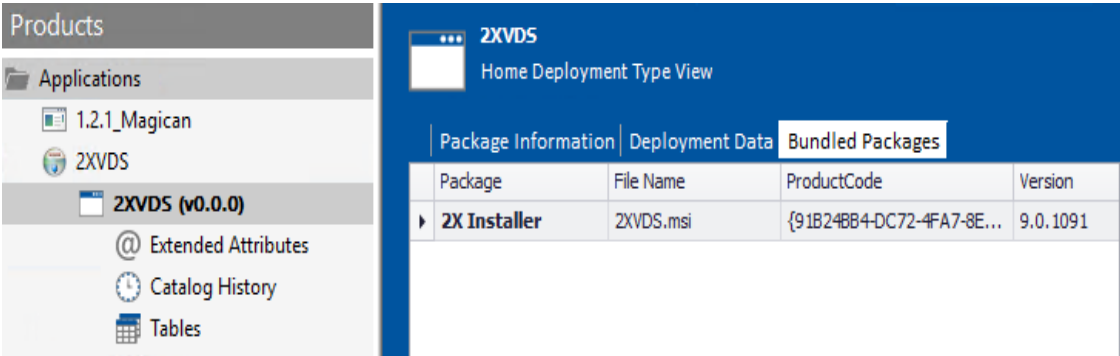 Products
Applications
1.2.1_Magican
2XVDS
2XVDS (v0.0.0)
Extended Attributes
Catalog History
Tables
2XVDS
Home Deployment Type View
Package Information Deployment Data Bundled Packages
Package File Name ProductCode Version
2X Installer 2XVDS.msi {91B24BB4-DC72-4FA7-8E... 9.0.1091